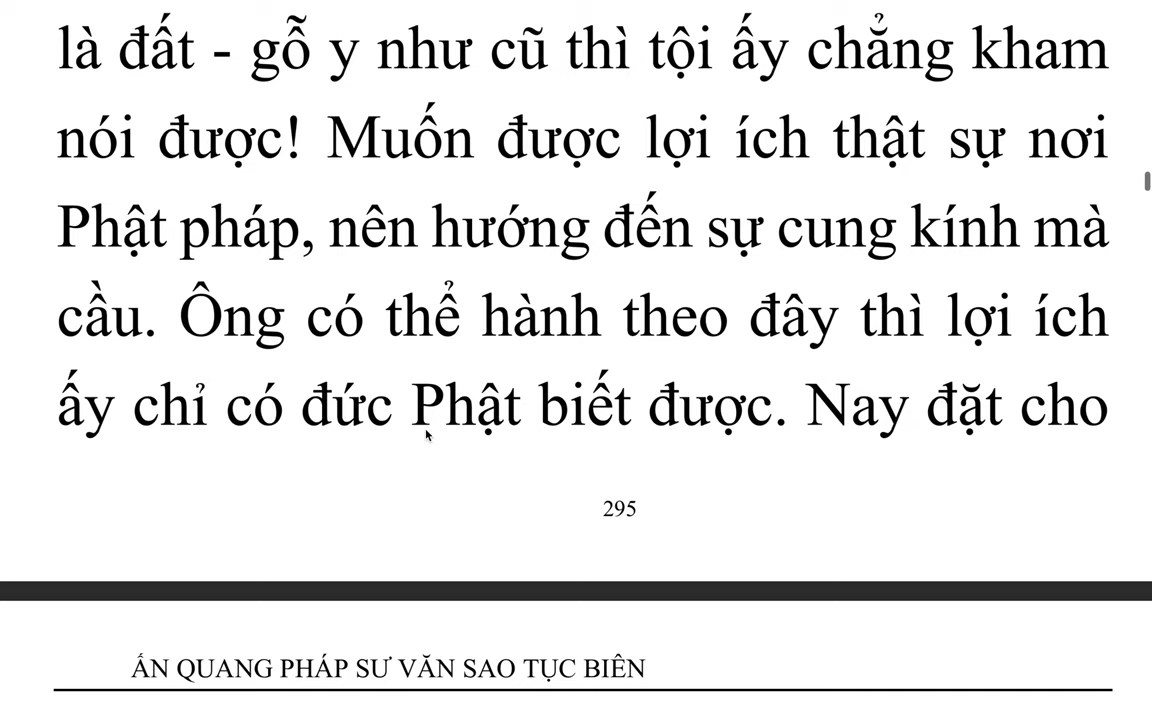 là đất - gỗ y như cũ thì tội ấy chẳng kham
nói được! Muốn được lợi ích thật sự nơi
Phật pháp, nên hướng đến sự cung kính mà
cầu. Ông có thể hành theo đây thì lợi ích
ấy chỉ có đức Phật biết được. Nay đặt cho
295
ẤN QUANG PHÁP SƯ VĂN SAO TỤC BIÊN